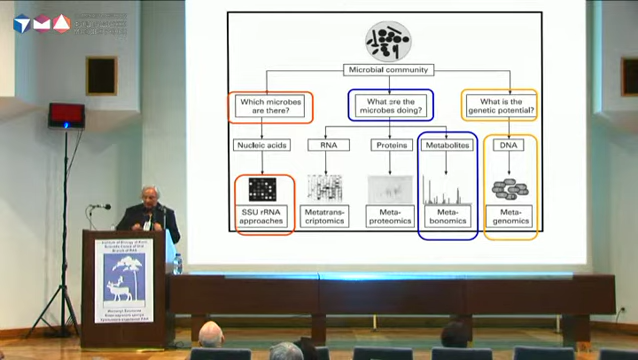 Microbial community
Which microbes
are there?
What are the
microbes doing?
What is the
genetic potential?
Nucleic acids
RNA
Proteins
Metabolites
DNA
SSU rRNA
approaches
Metatrans-
criptomics
Meta-
proteomics
Meta-
bonomics
Meta-
genomics